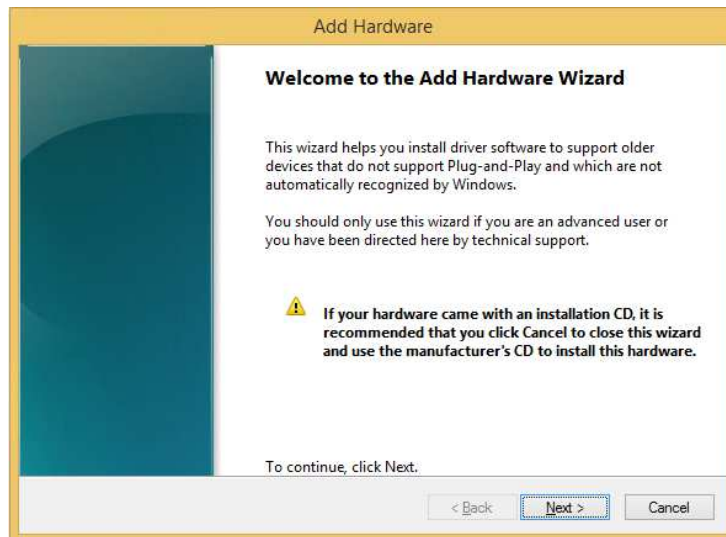 Add Hardware
Welcome to the Add Hardware Wizard
This wizard helps you install driver software to support older
devices that do not support Plug-and-Play and which are not
automatically recognized by Windows.
You should only use this wizard if you are an advanced user or
you have been directed here by technical support.
If your hardware came with an installation CD, it is
recommended that you click Cancel to close this wizard
and use the manufacturer's CD to install this hardware.
To continue, click Next.
< Back
Next >
Cancel